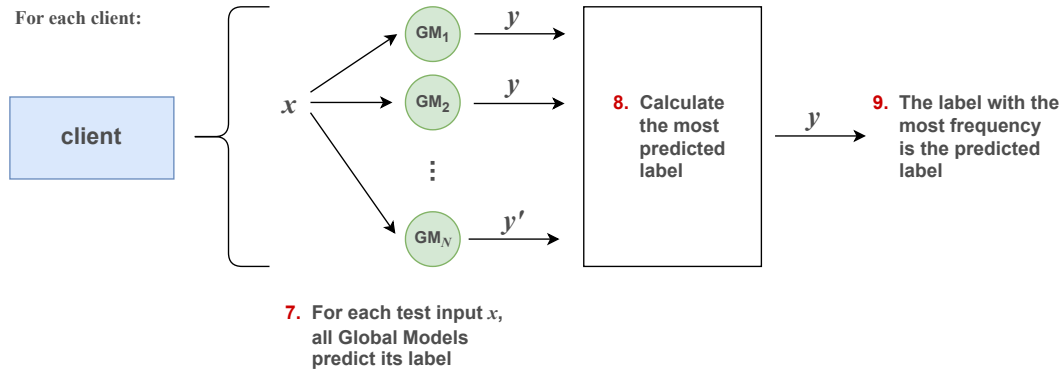 For each client:
client
x
GM1
y
GM2
y
⋮
GMN
y'
7. For each test input x,
all Global Models
predict its label
8. Calculate
the most
predicted
label
y
9. The label with the
most frequency
is the predicted
label